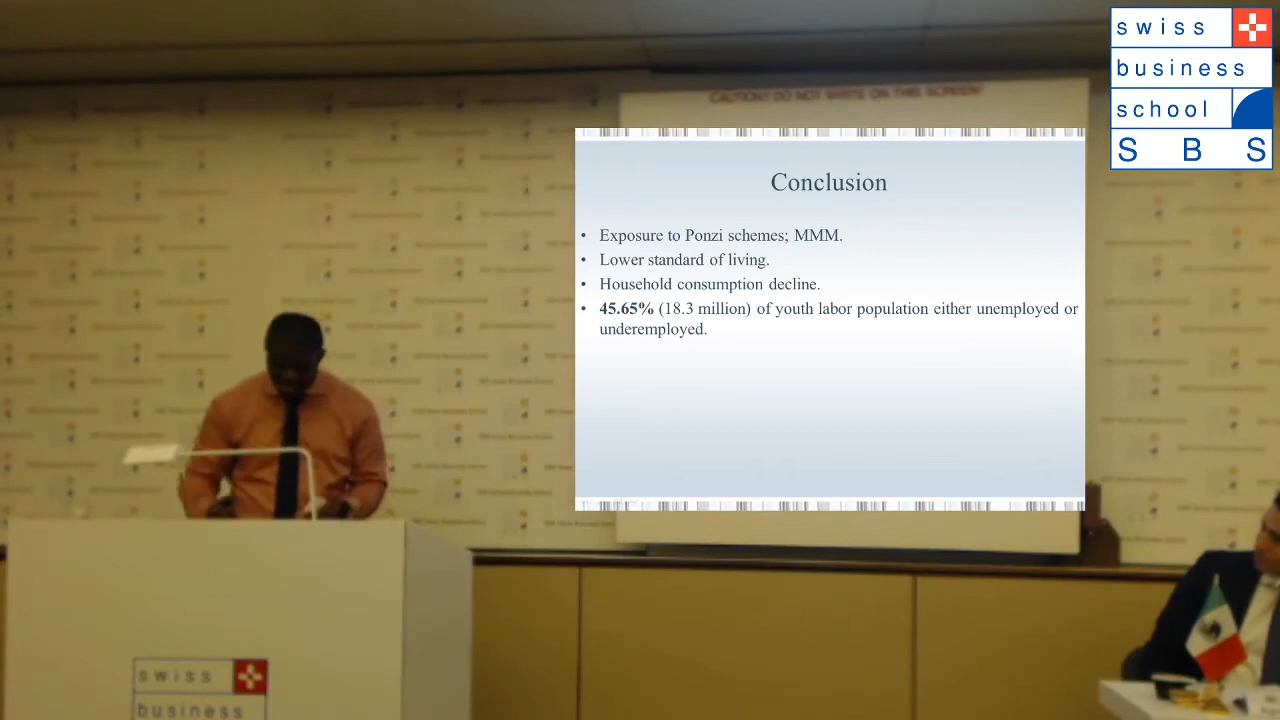 swiss
business
school
S B S
CAUTION! DO NOT WRITE ON THIS SCREEN!
Conclusion
• Exposure to Ponzi schemes; MMM.
• Lower standard of living.
• Household consumption decline.
• 45.65% (18.3 million) of youth labor population either unemployed or
underemployed.
swiss
business